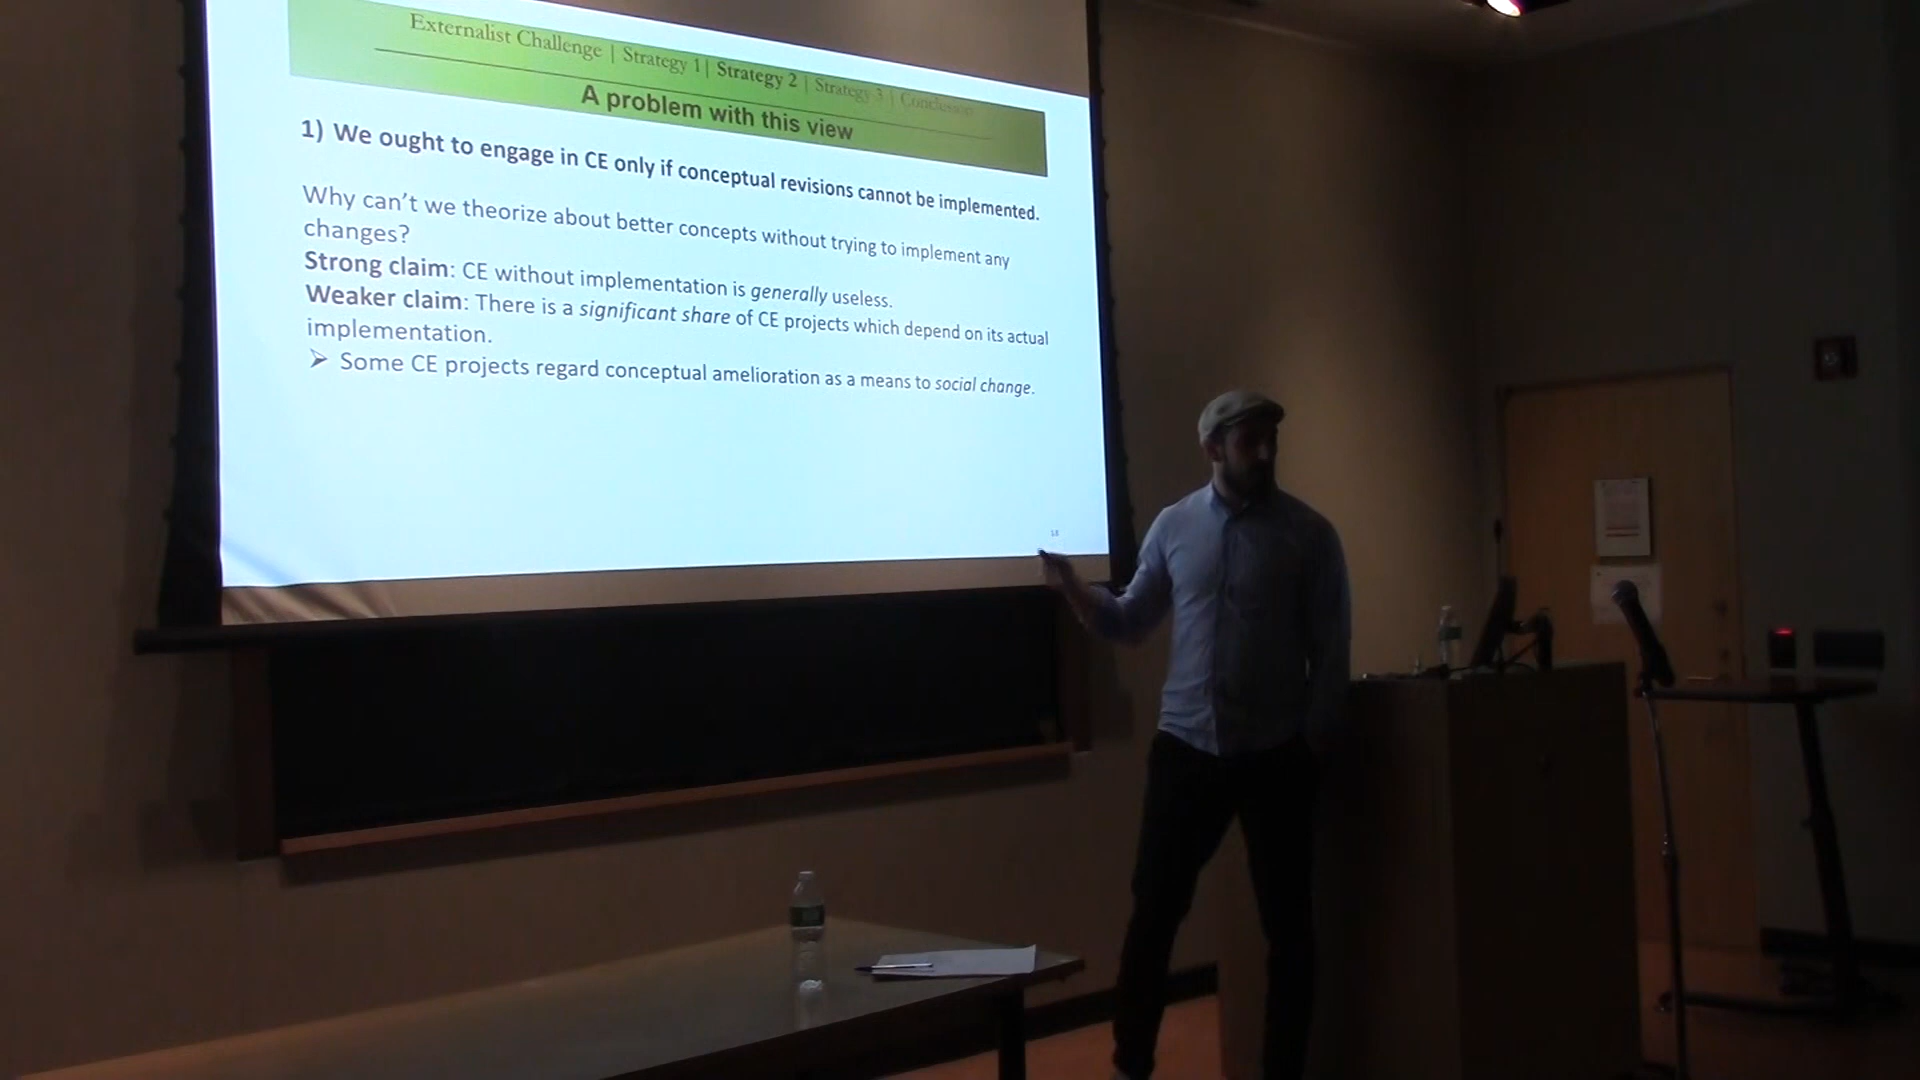 Externalist Challenge | Strategy 1 | Strategy 2 | Strategy 3 | Conclusion
A problem with this view
1) We ought to engage in CE only if conceptual revisions cannot be implemented.
Why can't we theorize about better concepts without trying to implement any
changes?
Strong claim: CE without implementation is generally useless.
Weaker claim: There is a significant share of CE projects which depend on its actual
implementation.
➤ Some CE projects regard conceptual amelioration as a means to social change.